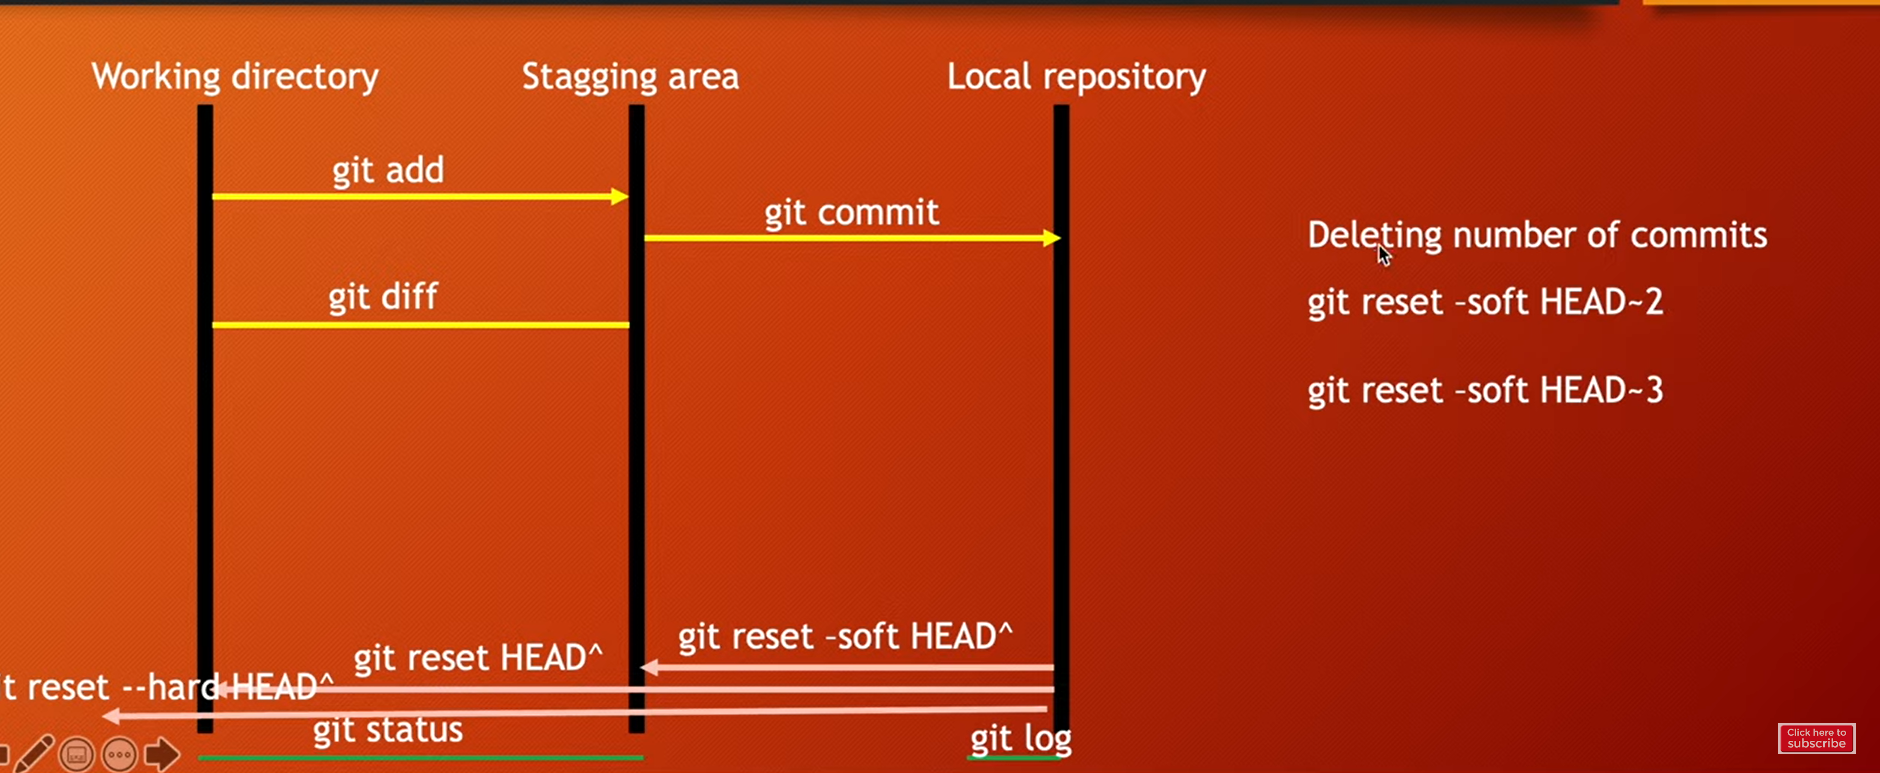 Working directory
Stagging area
Local repository
git add
git commit
Deleting number of commits
git diff
git reset –soft HEAD~2
git reset –soft HEAD~3
git reset –soft HEAD^
git reset HEAD^
t reset --hard HEAD^
git status
git log
Click here to
subscribe